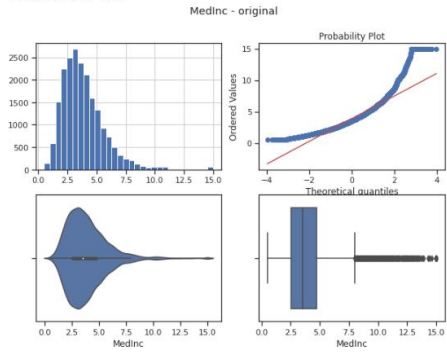 MedInc - original
Probability Plot
2500
2000
1500
1000
500
0
0.0 2.5 5.0 7.5 10.0 12.5 15.0
Ordered Values
15
10
5
0
−4 −2 0 2 4
Theoretical quantiles
0.0 2.5 5.0 7.5 10.0 12.5 15.0
MedInc
0.0 2.5 5.0 7.5 10.0 12.5 15.0
MedInc